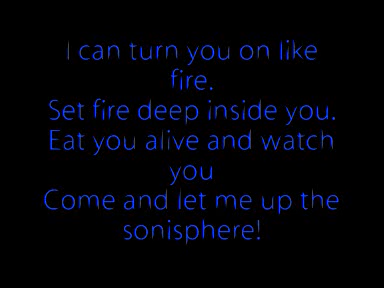 I can turn you on like
fire.
Set fire deep inside you.
Eat you alive and watch
you
Come and let me up the
sonisphere!